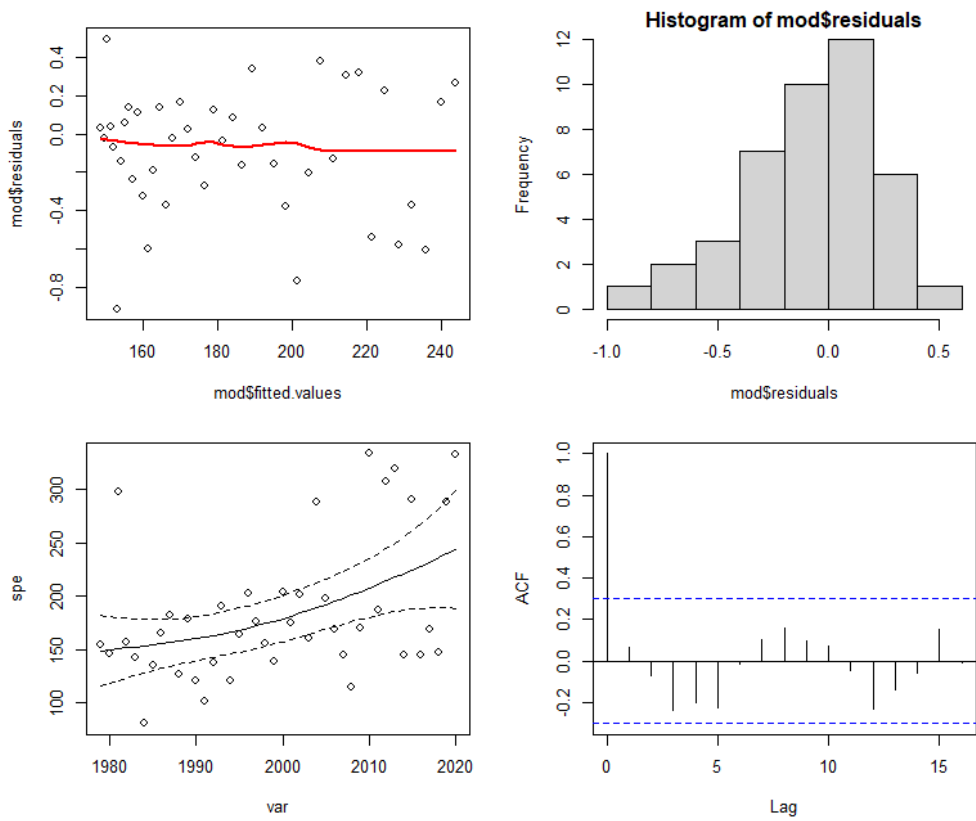 mod$residuals
0.4
0.2
0.0
-0.4
-0.8
160 180 200 220 240
mod$fitted.values
Histogram of mod$residuals
Frequency
12
10
8
6
4
2
0
-1.0 -0.5 0.0 0.5
mod$residuals
spe
300
250
200
150
100
1980 1990 2000 2010 2020
var
ACF
1.0
0.8
0.6
0.4
0.2
0.0
-0.2
0 5 10 15
Lag